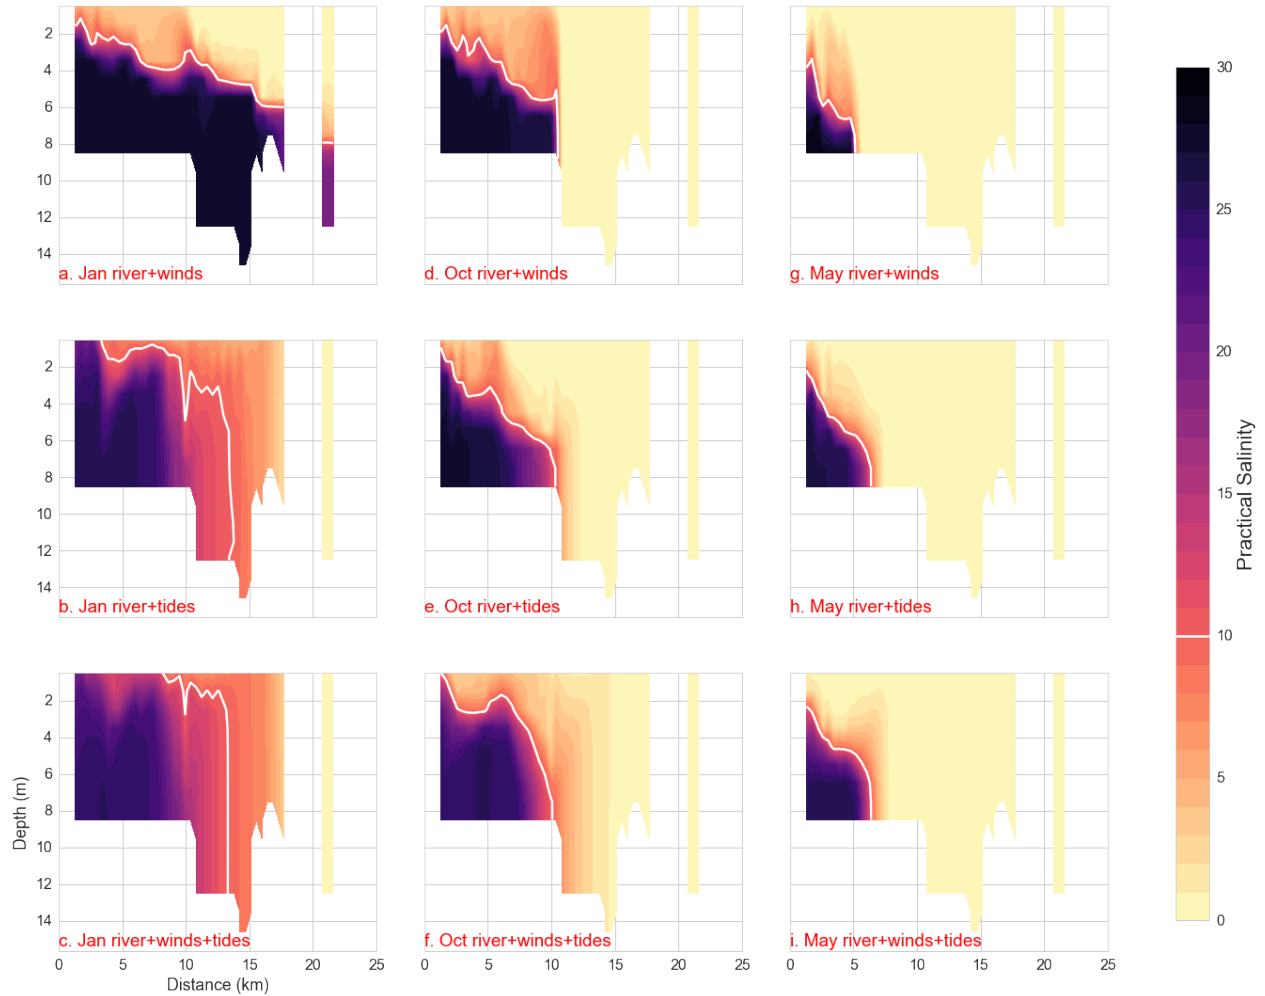 2
4
6
8
10
12
14
a. Jan river+winds
d. Oct river+winds
g. May river+winds
2
4
6
8
10
12
14
b. Jan river+tides
e. Oct river+tides
h. May river+tides
2
4
6
8
10
12
14
Depth (m)
c. Jan river+winds+tides
f. Oct river+winds+tides
i. May river+winds+tides
0 5 10 15 20 25
0 5 10 15 20 25
0 5 10 15 20 25
Distance (km)
30
25
20
15
10
5
0
Practical Salinity